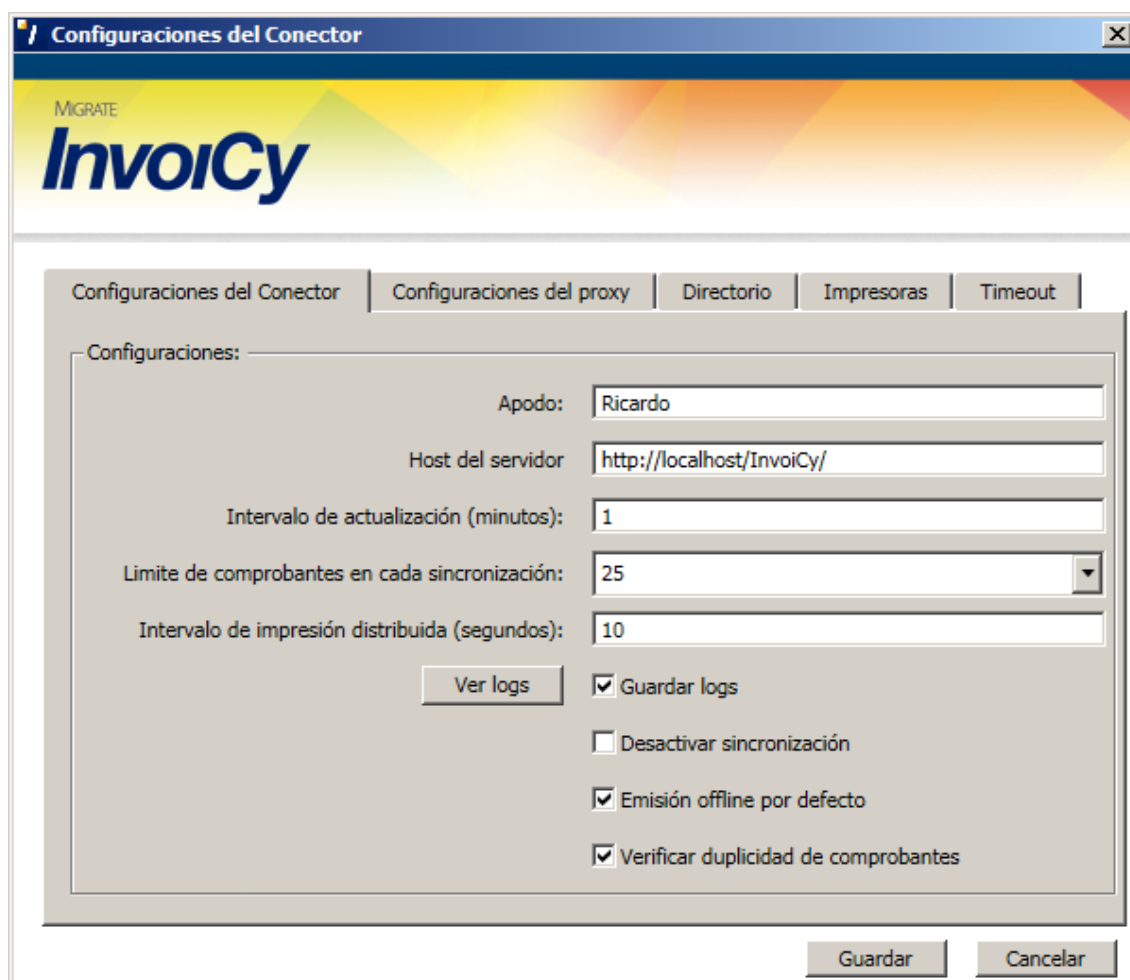 Configuraciones del Conector
MIGRATE
InvoiCy
Configuraciones del Conector Configuraciones del proxy Directorio Impresoras Timeout
Configuraciones:
Apodo: Ricardo
Host del servidor http://localhost/InvoiCy/
Intervalo de actualización (minutos): 1
Limite de comprobantes en cada sincronización: 25
Intervalo de impresión distribuida (segundos): 10
Ver logs Guardar logs
Desactivar sincronización
Emisión offline por defecto
Verificar duplicidad de comprobantes
Guardar Cancelar